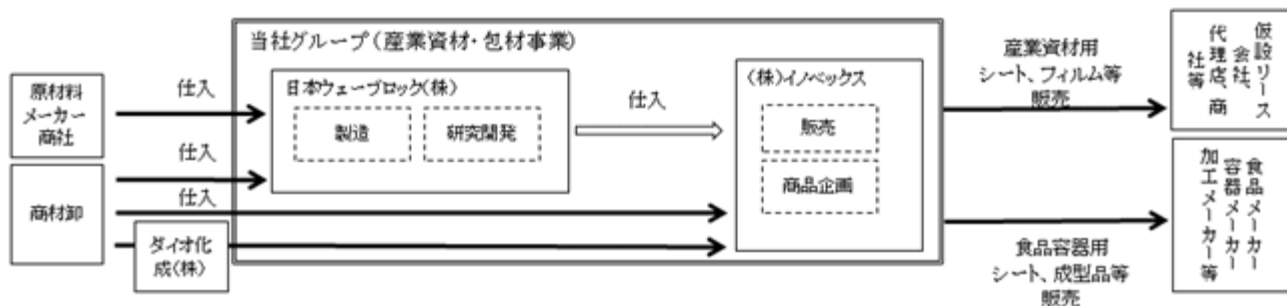 当社グループ(産業資材・包材事業)
原材料
メーカー
商社
仕入
仕入
仕入
商材卸
ダイオ化
成(株)
日本ウェーブロック(株)
製造
研究開発
仕入
(株)イノベックス
販売
商品企画
産業資材用
シート、フィルム等
販売
仮設リース
会社、
代理店、商
社等
食品容器用
シート、成型品等
販売
食品メーカー
容器メーカー
加工メーカー等